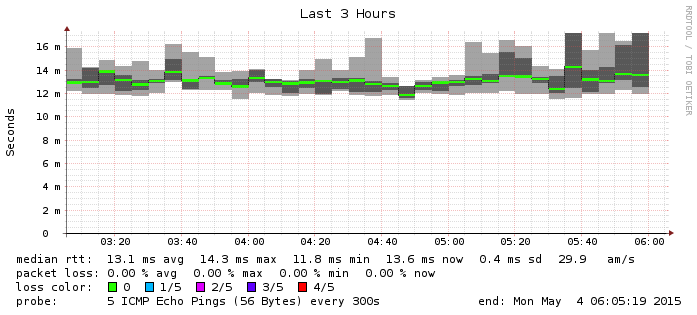 Last 3 Hours
RRDTOOL / TOBI OETIKER
Seconds
16 m
14 m
12 m
10 m
8 m
6 m
4 m
2 m
0
03:20 03:40 04:00 04:20 04:40 05:00 05:20 05:40 06:00
median rtt: 13.1 ms avg 14.3 ms max 11.8 ms min 13.6 ms now 0.4 ms sd 29.9 am/s
packet loss: 0.00 % avg 0.00 % max 0.00 % min 0.00 % now
loss color: 0 1/5 2/5 3/5 4/5
probe: 5 ICMP Echo Pings (56 Bytes) every 300s end: Mon May 4 06:05:19 2015